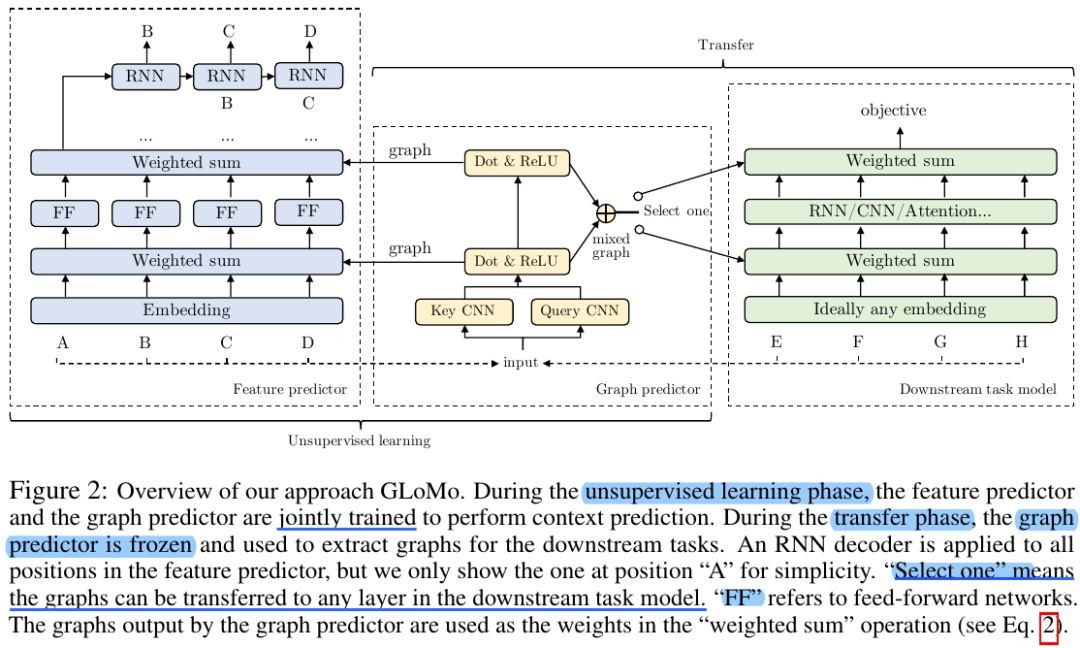 Transfer
B C D
RNN RNN RNN
B C
objective
... ... ...
Weighted sum
graph
Dot & ReLU
Weighted sum
FF FF FF FF
Select one
RNN/CNN/Attention...
mixed
graph
Weighted sum
graph
Dot & ReLU
Weighted sum
Embedding
Key CNN Query CNN
Ideally any embedding
A B C D
E F G H
input
Feature predictor
Graph predictor
Downstream task model
Unsupervised learning
Figure 2: Overview of our approach GLoMo. During the unsupervised learning phase, the feature predictor
and the graph predictor are jointly trained to perform context prediction. During the transfer phase, the graph
predictor is frozen and used to extract graphs for the downstream tasks. An RNN decoder is applied to all
positions in the feature predictor, but we only show the one at position “A” for simplicity. “Select one” means
the graphs can be transferred to any layer in the downstream task model. “FF” refers to feed-forward networks.
The graphs output by the graph predictor are used as the weights in the “weighted sum” operation (see Eq. 2).